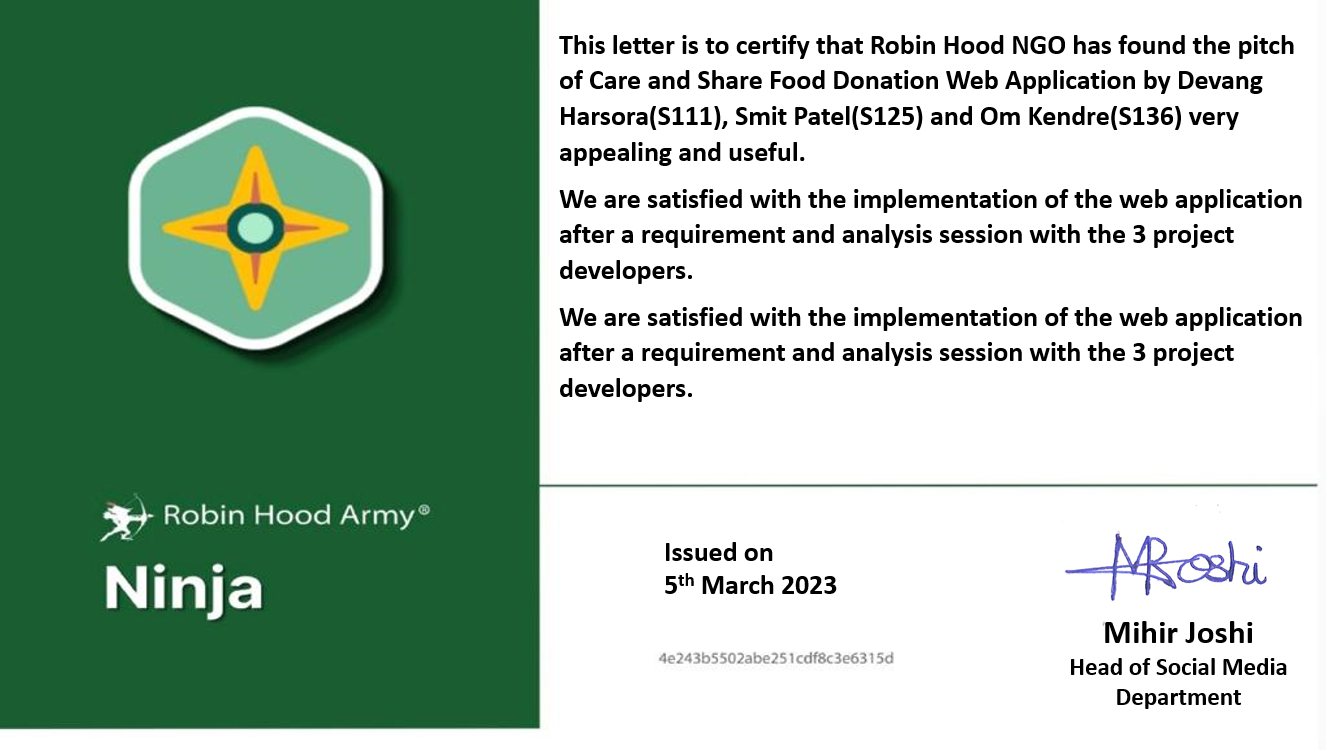 This letter is to certify that Robin Hood NGO has found the pitch
of Care and Share Food Donation Web Application by Devang
Harsora(S111), Smit Patel(S125) and Om Kendre(S136) very
appealing and useful.
We are satisfied with the implementation of the web application
after a requirement and analysis session with the 3 project
developers.
We are satisfied with the implementation of the web application
after a requirement and analysis session with the 3 project
developers.
Robin Hood Army®
Ninja
Issued on
5th March 2023
4e243b5502abe251cdf8c3e6315d
MRoshi
Mihir Joshi
Head of Social Media
Department